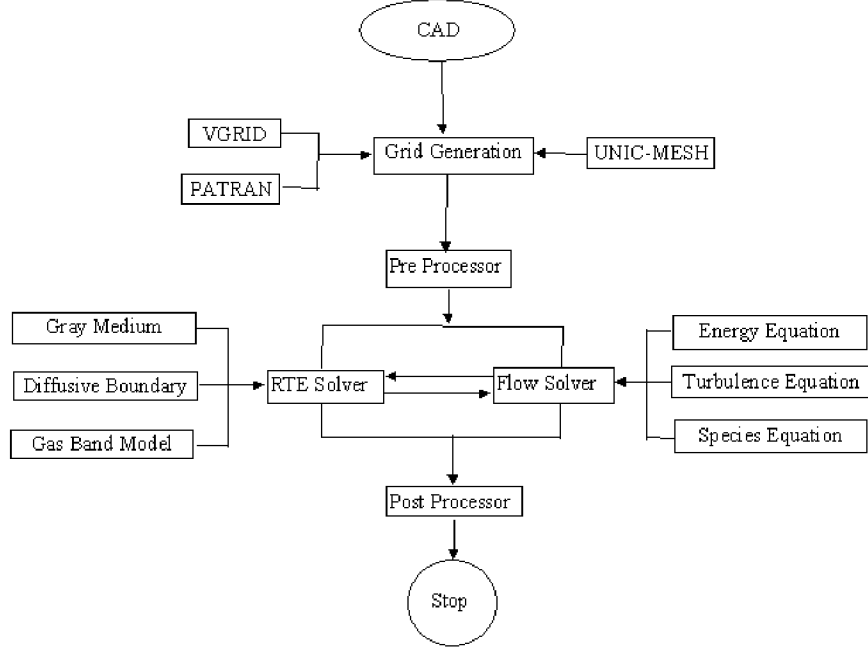 CAD
VGRID
Grid Generation
UNIC-MESH
PATRAN
Pre Processor
Gray Medium
Energy Equation
RTE Solver
Flow Solver
Diffusive Boundary
Turbulence Equation
Gas Band Model
Species Equation
Post Processor
Stop